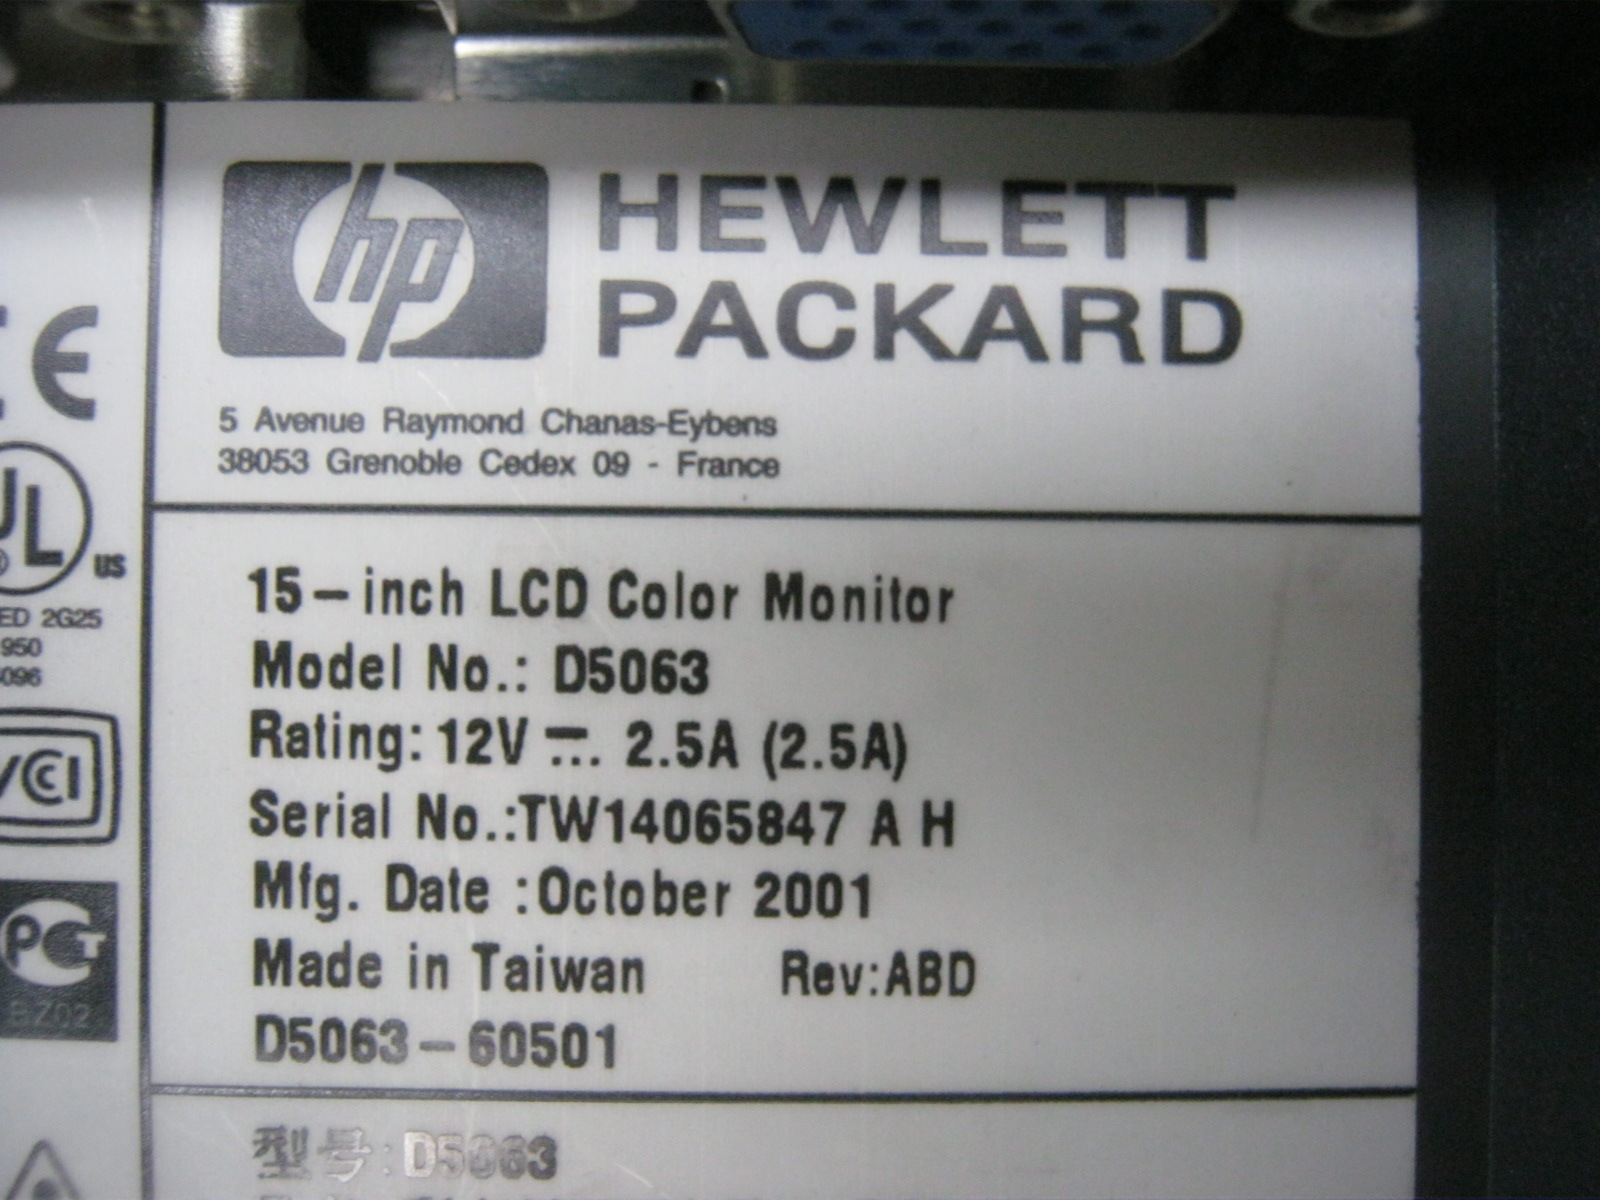 hp HEWLETT
PACKARD
5 Avenue Raymond Chanas-Eybens
38053 Grenoble Cedex 09 - France
CE
UL
US
ED 2G25
950
096
VCCI
PCT
BZ02
15-inch LCD Color Monitor
Model No.: D5063
Rating: 12V ⎓ 2.5A (2.5A)
Serial No.:TW14065847 A H
Mfg. Date :October 2001
Made in Taiwan Rev:ABD
D5063-60501
型号:D5063